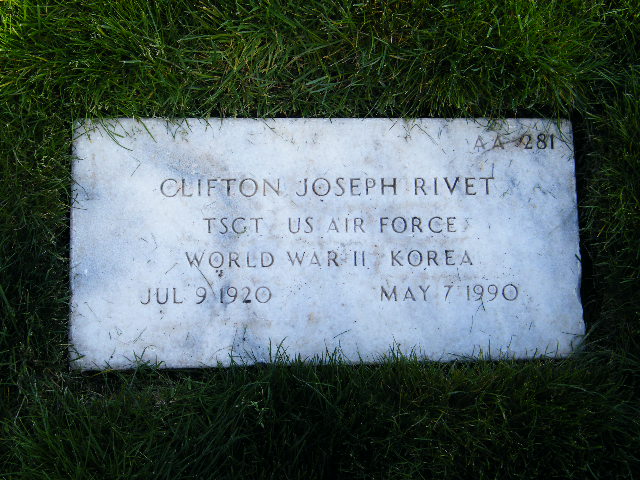 AA 281
CLIFTON JOSEPH RIVET
TSGT US AIR FORCE
WORLD WAR II KOREA
JUL 9 1920 MAY 7 1990